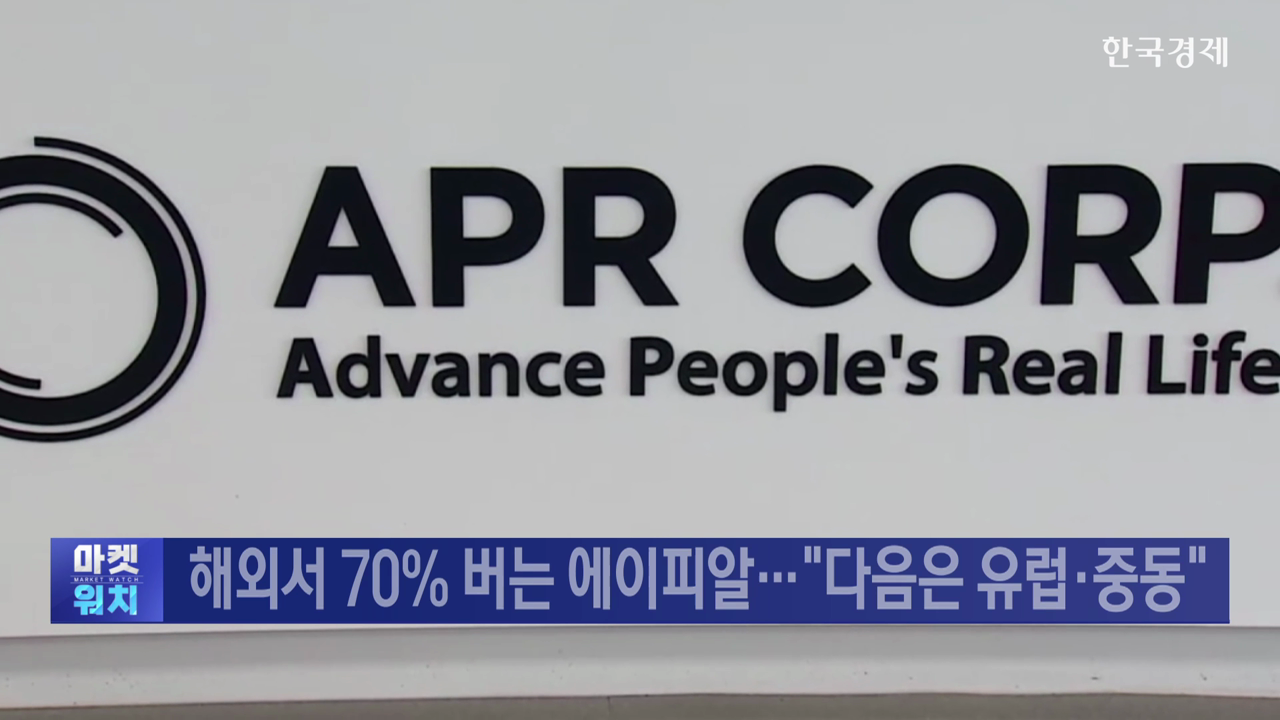 한국경제
APR CORP
Advance People's Real Life
마켓
MARKET WATCH
워치
해외서 70% 버는 에이피알…"다음은 유럽·중동"